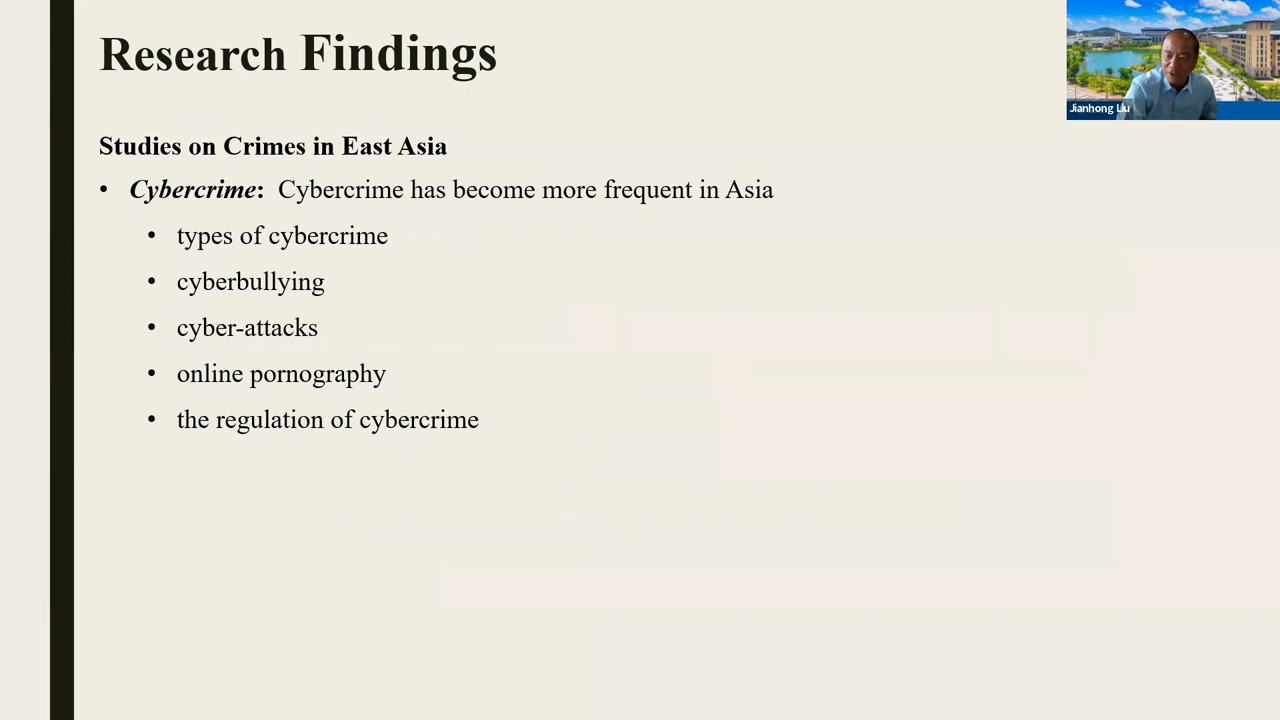 Research Findings
Jianhong Liu
Studies on Crimes in East Asia
• Cybercrime: Cybercrime has become more frequent in Asia
• types of cybercrime
• cyberbullying
• cyber-attacks
• online pornography
• the regulation of cybercrime